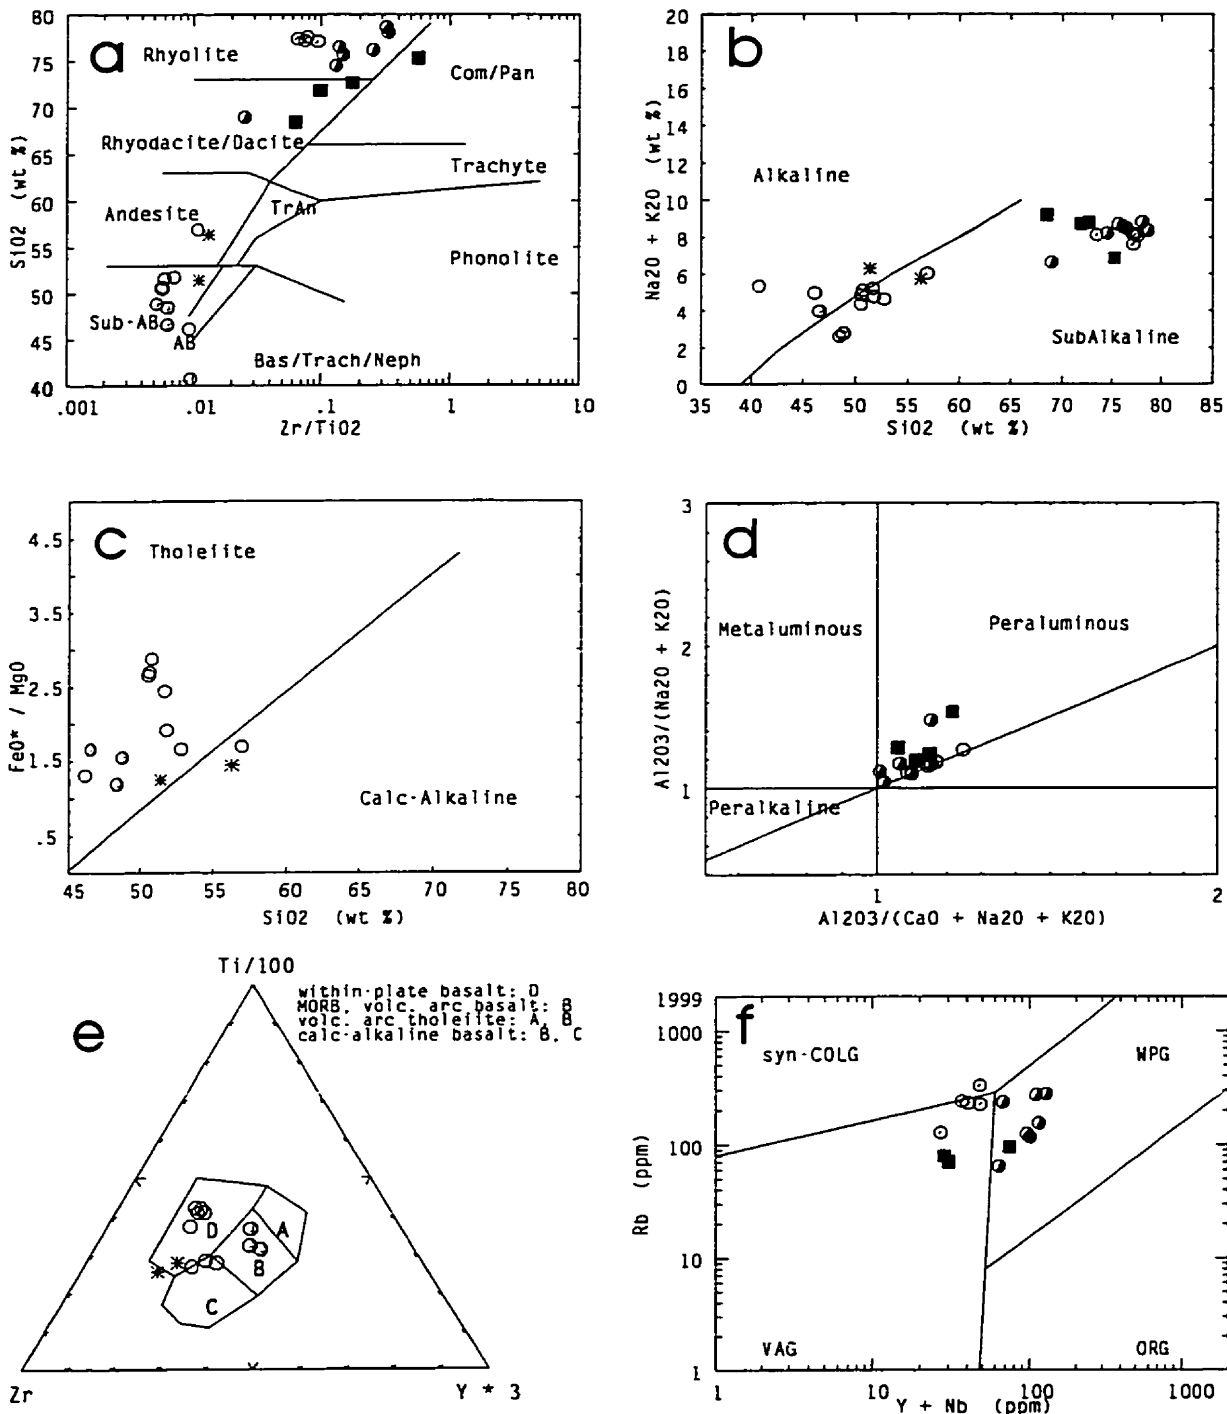 a
80
75
70
65
60
55
50
45
40
SiO2 (wt %)
Rhyolite
Com/Pan
Rhyodacite/Dacite
Trachyte
TrAn
Andesite
Phonolite
Sub-AB
AB
Bas/Trach/Neph
.001 .01 .1 1 10
Zr/TiO2
b
20
18
16
14
12
10
8
6
4
2
0
Na2O + K2O (wt %)
Alkaline
SubAlkaline
35 40 45 50 55 60 65 70 75 80 85
SiO2 (wt %)
c
4.5
3.5
2.5
1.5
.5
FeO* / MgO
Tholeiite
Calc-Alkaline
45 50 55 60 65 70 75 80
SiO2 (wt %)
d
3
2
1
Al2O3/(Na2O + K2O)
Metaluminous
Peraluminous
Peralkaline
1 2
Al2O3/(CaO + Na2O + K2O)
e
Ti/100
within-plate basalt: D
MORB, volc. arc basalt: B
volc. arc tholeiite: A, B
calc-alkaline basalt: B, C
D
A
B
C
Zr
Y * 3
f
1999
1000
100
10
1
Rb (ppm)
syn-COLG
WPG
VAG
ORG
1 10 100 1000
Y + Nb (ppm)